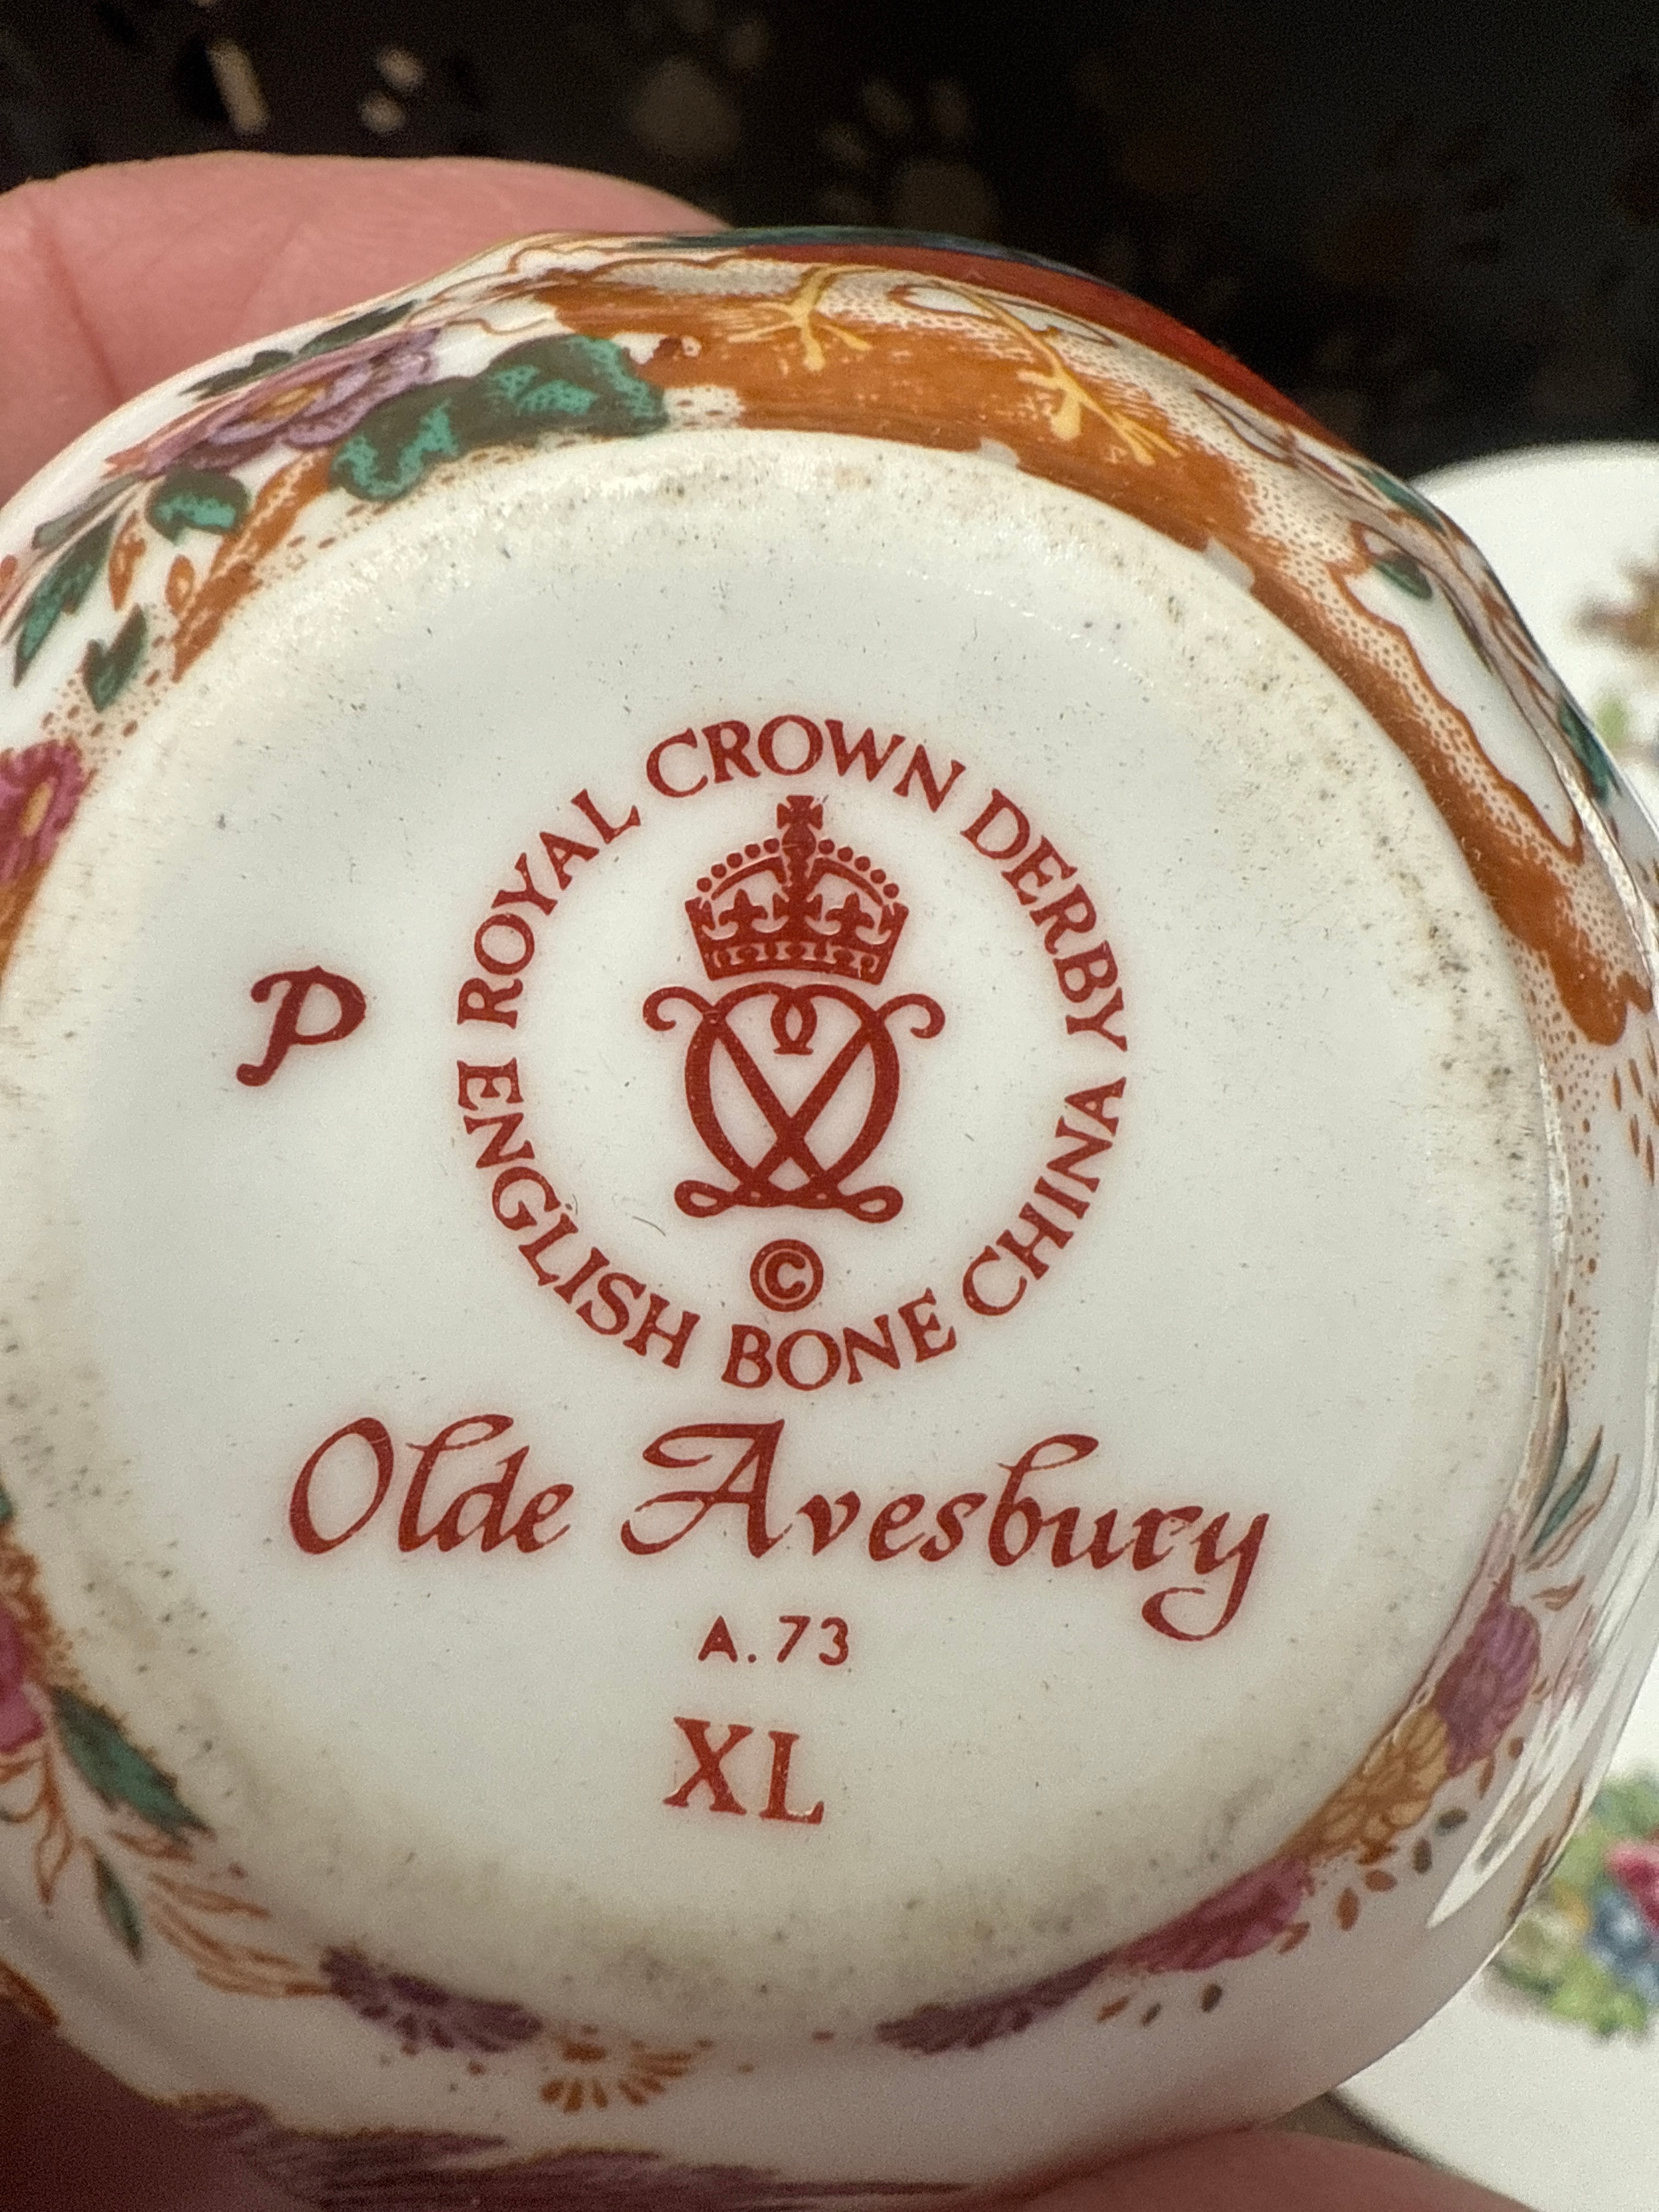 ROYAL CROWN DERBY
©
ENGLISH BONE CHINA
P
Olde Avesbury
A.73
XL